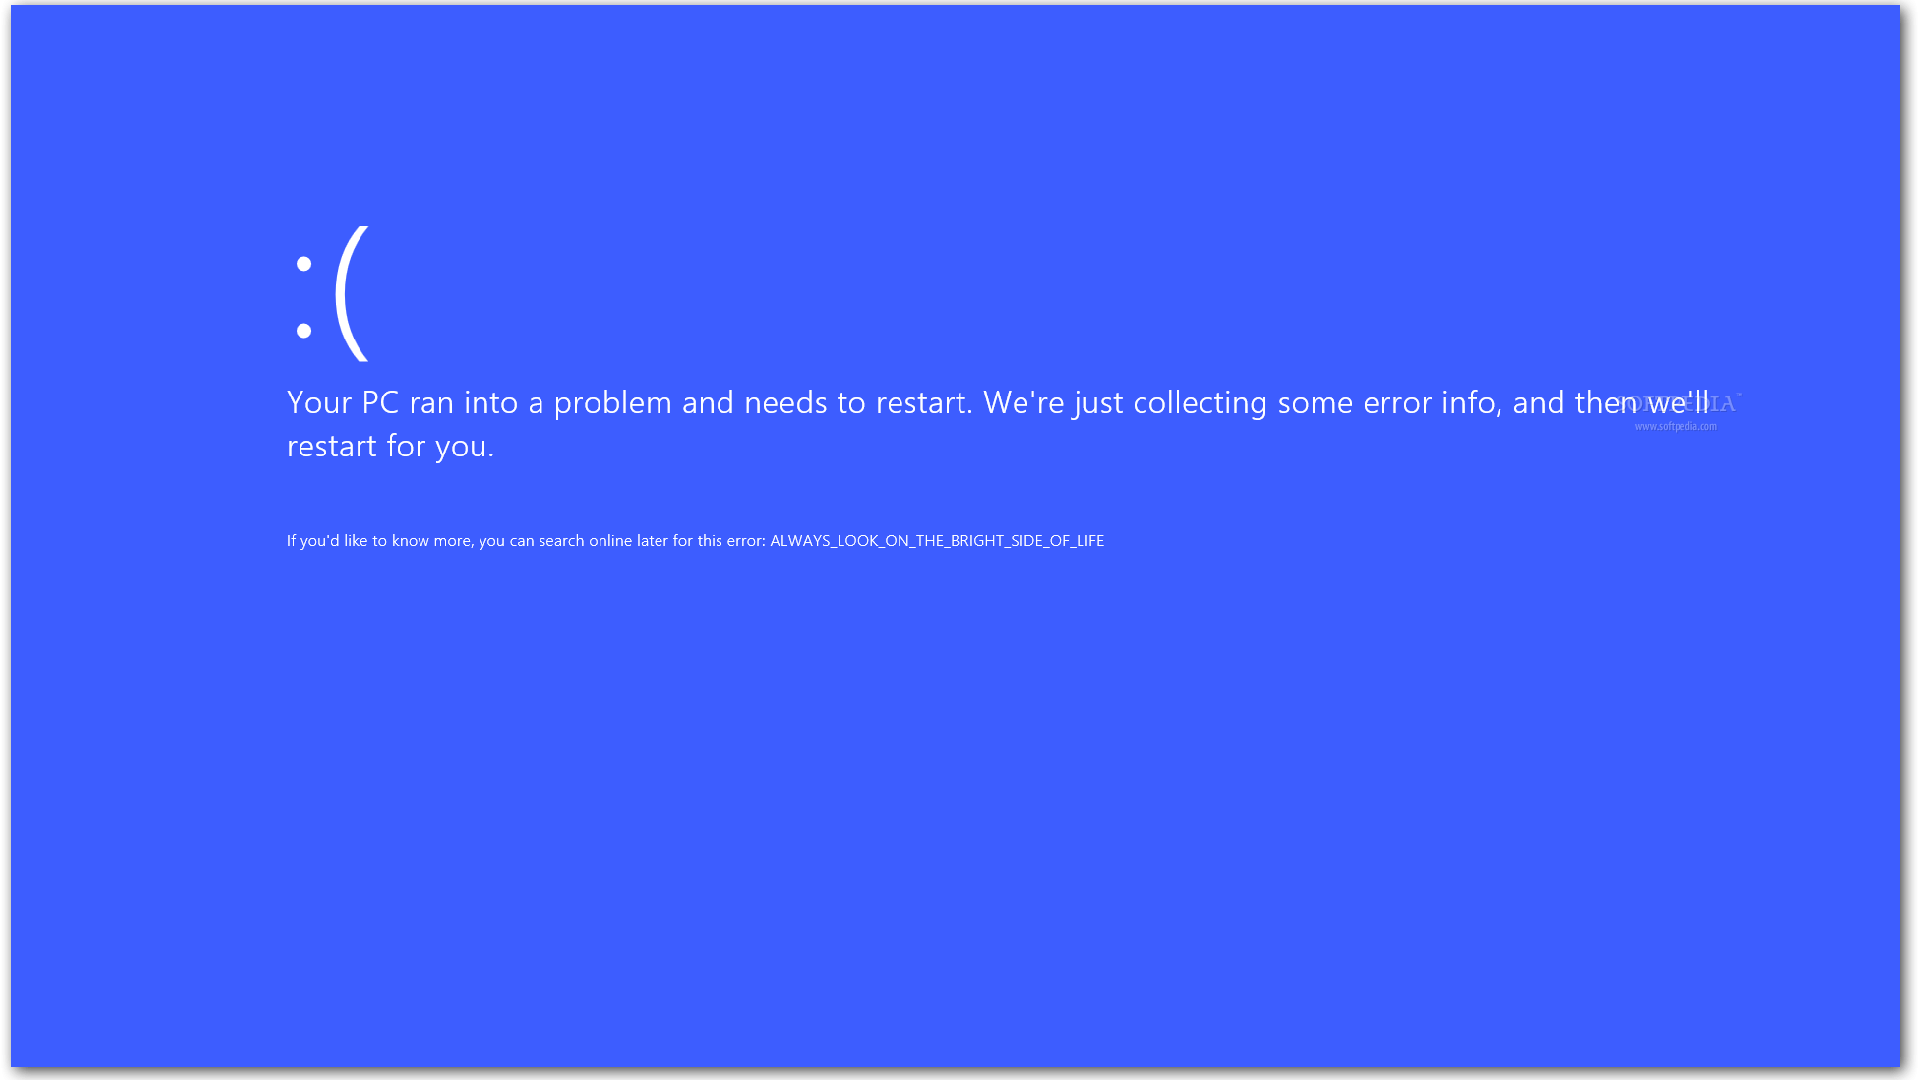 :(
Your PC ran into a problem and needs to restart. We're just collecting some error info, and then we'll
SOFTPEDIA™
www.softpedia.com
restart for you.
If you'd like to know more, you can search online later for this error: ALWAYS_LOOK_ON_THE_BRIGHT_SIDE_OF_LIFE